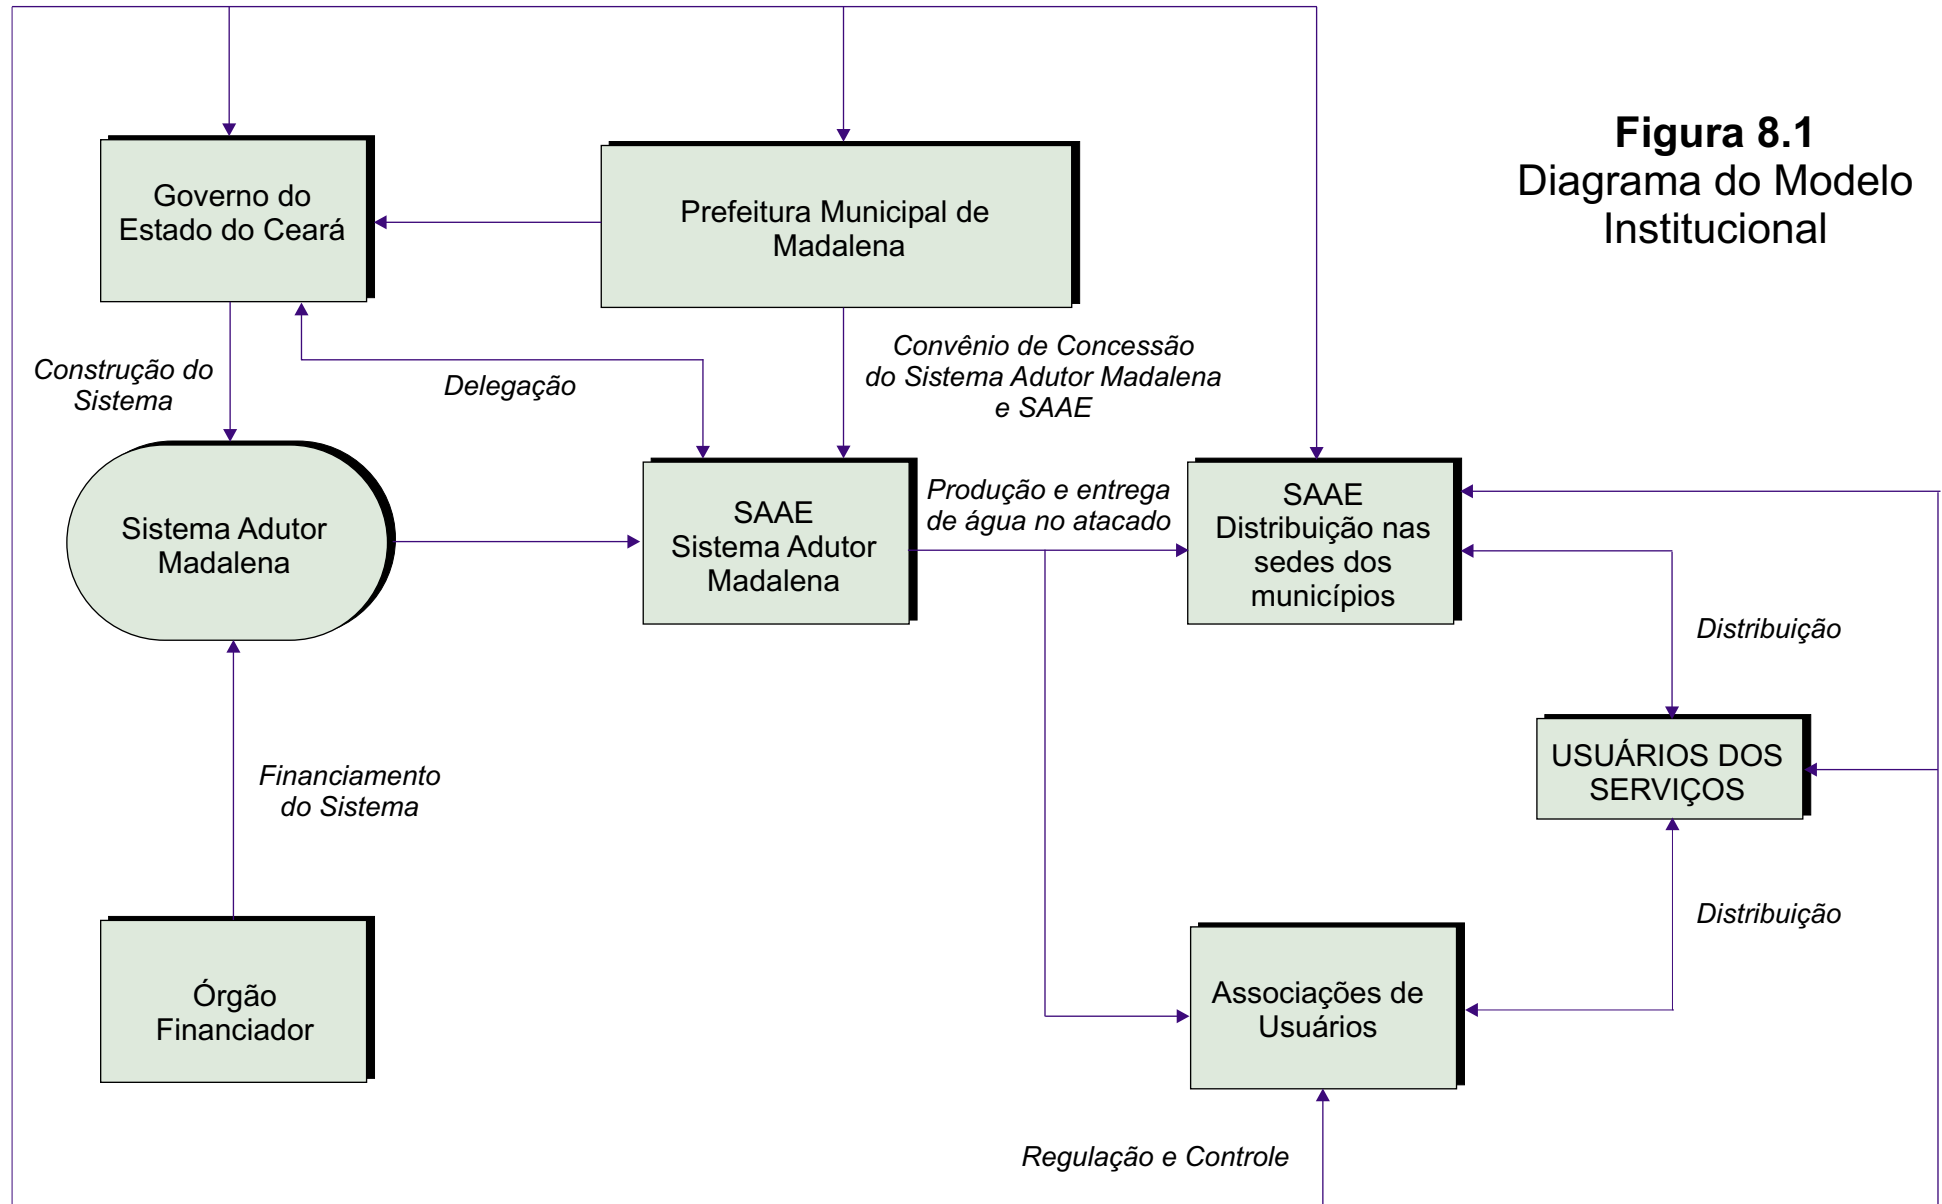 Figura 8.1
Diagrama do Modelo
Institucional
Governo do
Estado do Ceará
Prefeitura Municipal de
Madalena
Construção do
Sistema
Delegação
Convênio de Concessão
do Sistema Adutor Madalena
e SAAE
Sistema Adutor
Madalena
SAAE
Sistema Adutor
Madalena
Produção e entrega
de água no atacado
SAAE
Distribuição nas
sedes dos
municípios
Distribuição
USUÁRIOS DOS
SERVIÇOS
Financiamento
do Sistema
Distribuição
Órgão
Financiador
Associações de
Usuários
Regulação e Controle